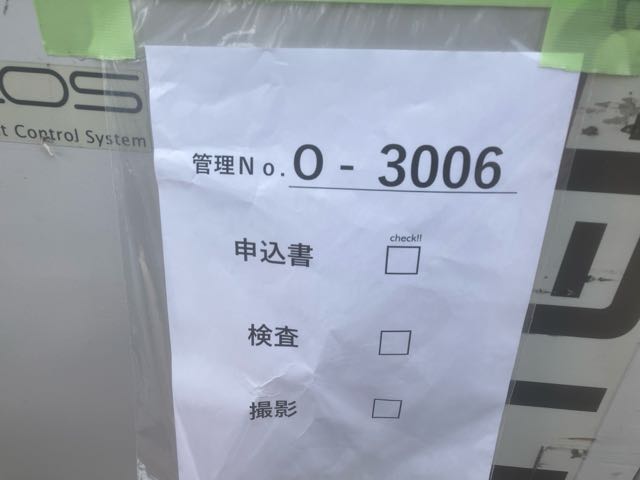 OS
t Control System
管理No. O - 3006
check!!
申込書
検査
撮影